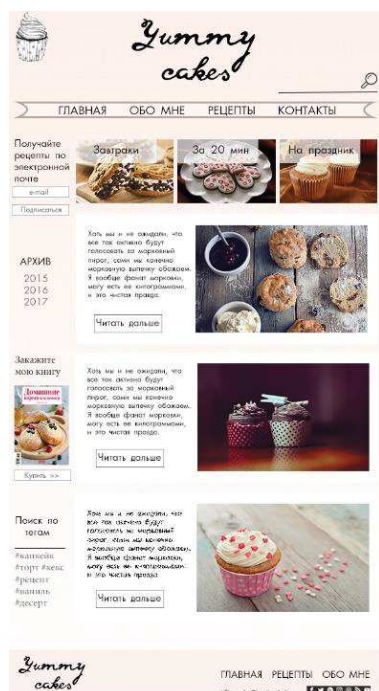 Yummy
cakes
ГЛАВНАЯ ОБО МНЕ РЕЦЕПТЫ КОНТАКТЫ
Получайте
рецепты по
электронной
почте
e-mail
Подписаться
Завтраки
За 20 мин
На праздник
АРХИВ
2015
2016
2017
Хоть мы и не ожидали, что
все так активно будут
голосовать за морковный
пирог, сами мы конечно
морковную выпечку обожаем.
Я вообще фанат морковки,
могу есть ее килограммами,
и это чистая правда.
Читать дальше
Закажите
мою книгу
Домашние
Купить >>
Хоть мы и не ожидали, что
все так активно будут
голосовать за морковный
пирог, сами мы конечно
морковную выпечку обожаем.
Я вообще фанат морковки,
могу есть ее килограммами,
и это чистая правда.
Читать дальше
Поиск по
тегам
#капкейк
#торт #кекс
#рецепт
#ваниль
#десерт
Хоть мы и не ожидали, что
все так активно будут
голосовать за морковный
пирог, сами мы конечно
морковную выпечку обожаем.
Я вообще фанат морковки,
могу есть ее килограммами,
и это чистая правда.
Читать дальше
Yummy
cakes
ГЛАВНАЯ РЕЦЕПТЫ ОБО МНЕ